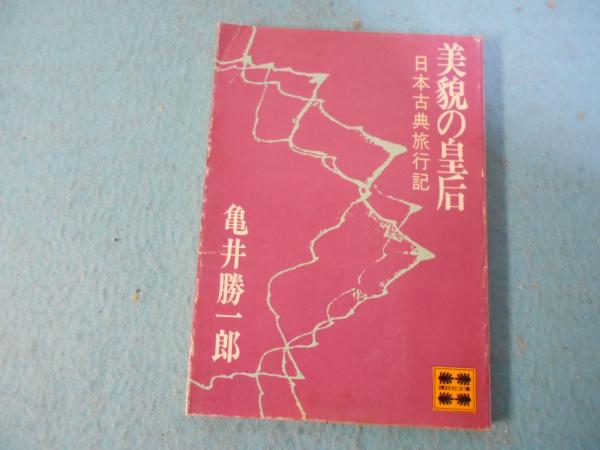 美貌の皇后
日本古典旅行記
亀井勝一郎